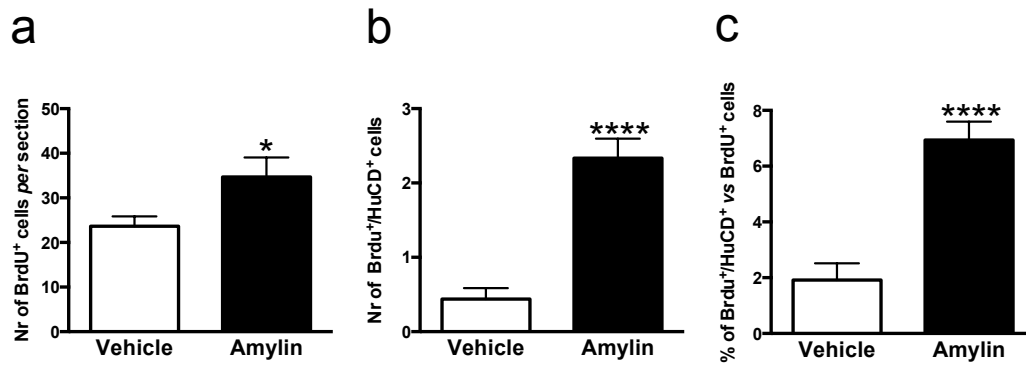 a
Nr of BrdU⁺ cells per section
50
40
30
20
10
0
*
Vehicle
Amylin
b
Nr of Brdu⁺/HuCD⁺ cells
3
2
1
0
****
Vehicle
Amylin
c
% of Brdu⁺/HuCD⁺ vs BrdU⁺ cells
8
6
4
2
0
****
Vehicle
Amylin